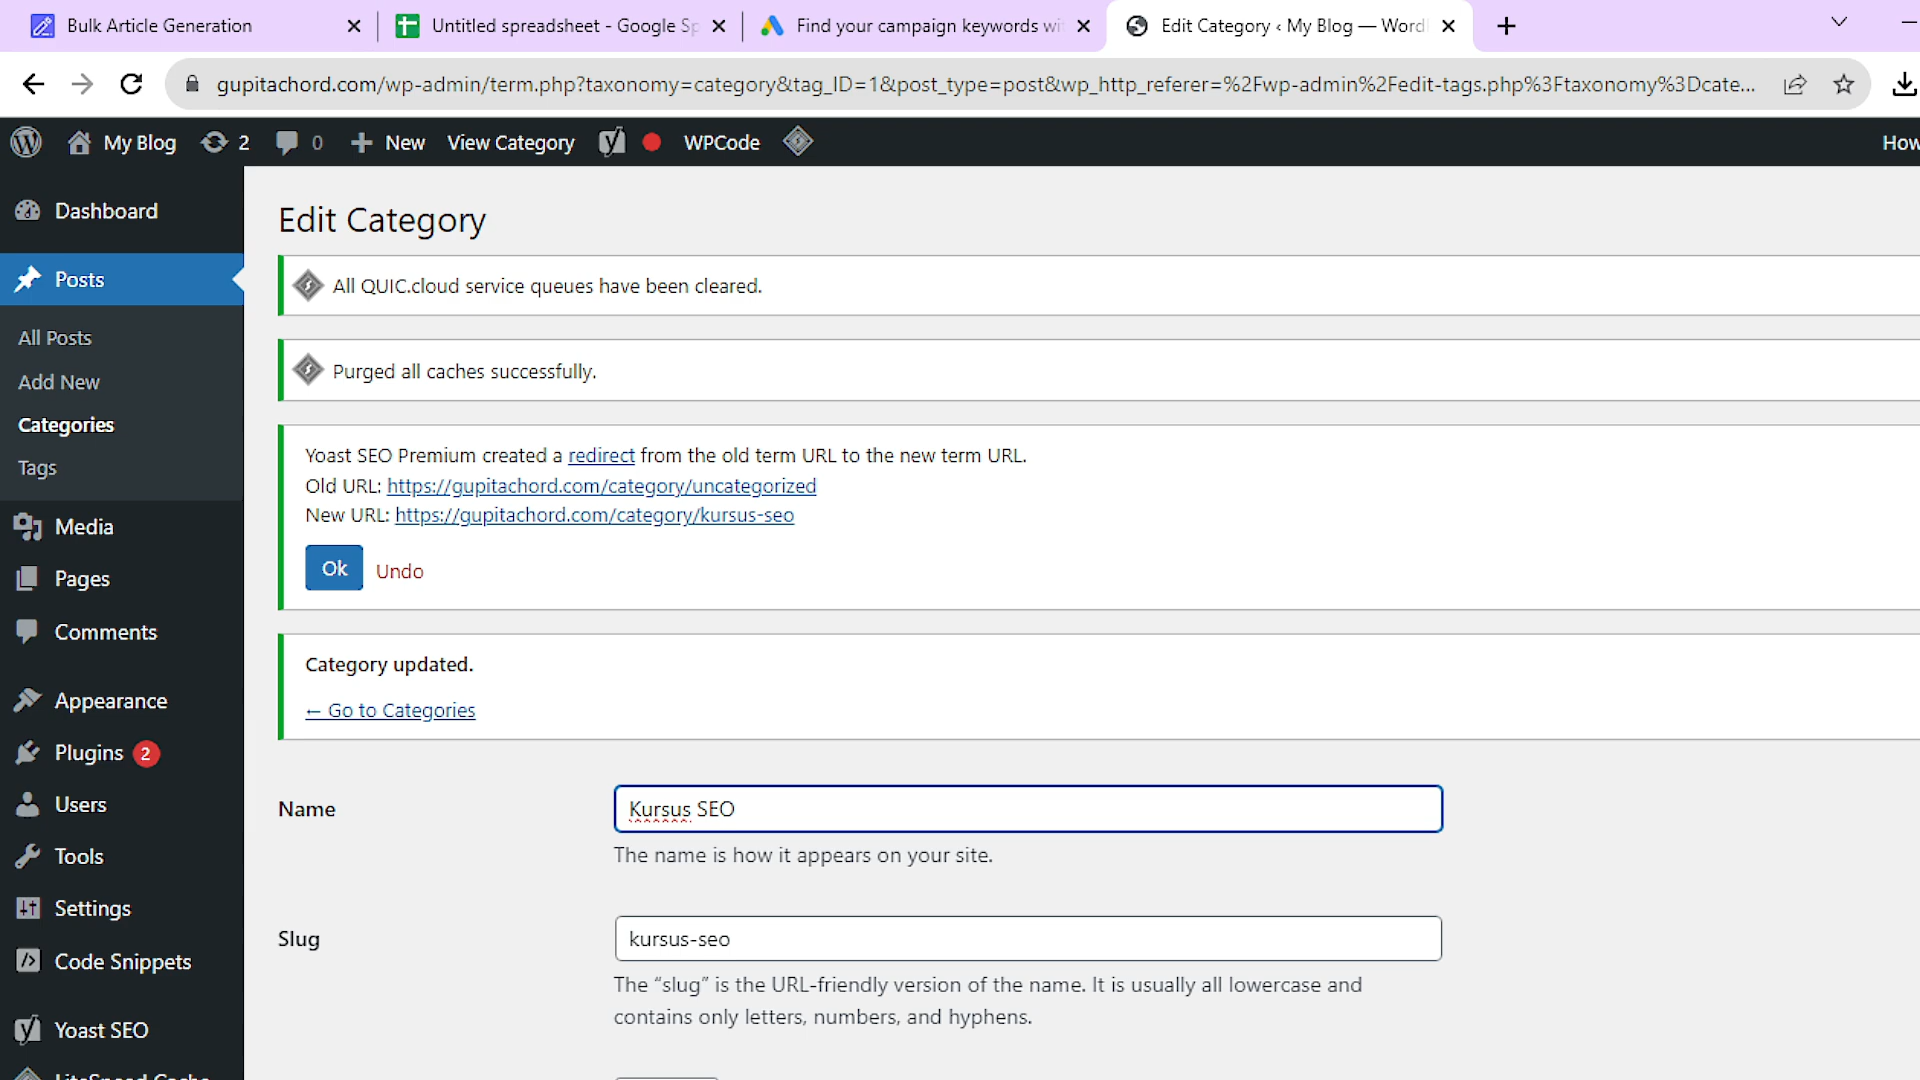 Bulk Article Generation
Untitled spreadsheet - Google Sp
Find your campaign keywords wi
Edit Category ‹ My Blog — Word
gupitachord.com/wp-admin/term.php?taxonomy=category&tag_ID=1&post_type=post&wp_http_referer=%2Fwp-admin%2Fedit-tags.php%3Ftaxonomy%3Dcate...
My Blog 2 0 New View Category WPCode How
Dashboard
Posts
All Posts
Add New
Categories
Tags
Media
Pages
Comments
Appearance
Plugins 2
Users
Tools
Settings
Code Snippets
Yoast SEO
LiteSpeed Cache
Edit Category
All QUIC.cloud service queues have been cleared.
Purged all caches successfully.
Yoast SEO Premium created a redirect from the old term URL to the new term URL.
Old URL: https://gupitachord.com/category/uncategorized
New URL: https://gupitachord.com/category/kursus-seo
Ok Undo
Category updated.
← Go to Categories
Name
Kursus SEO
The name is how it appears on your site.
Slug
kursus-seo
The “slug” is the URL-friendly version of the name. It is usually all lowercase and
contains only letters, numbers, and hyphens.